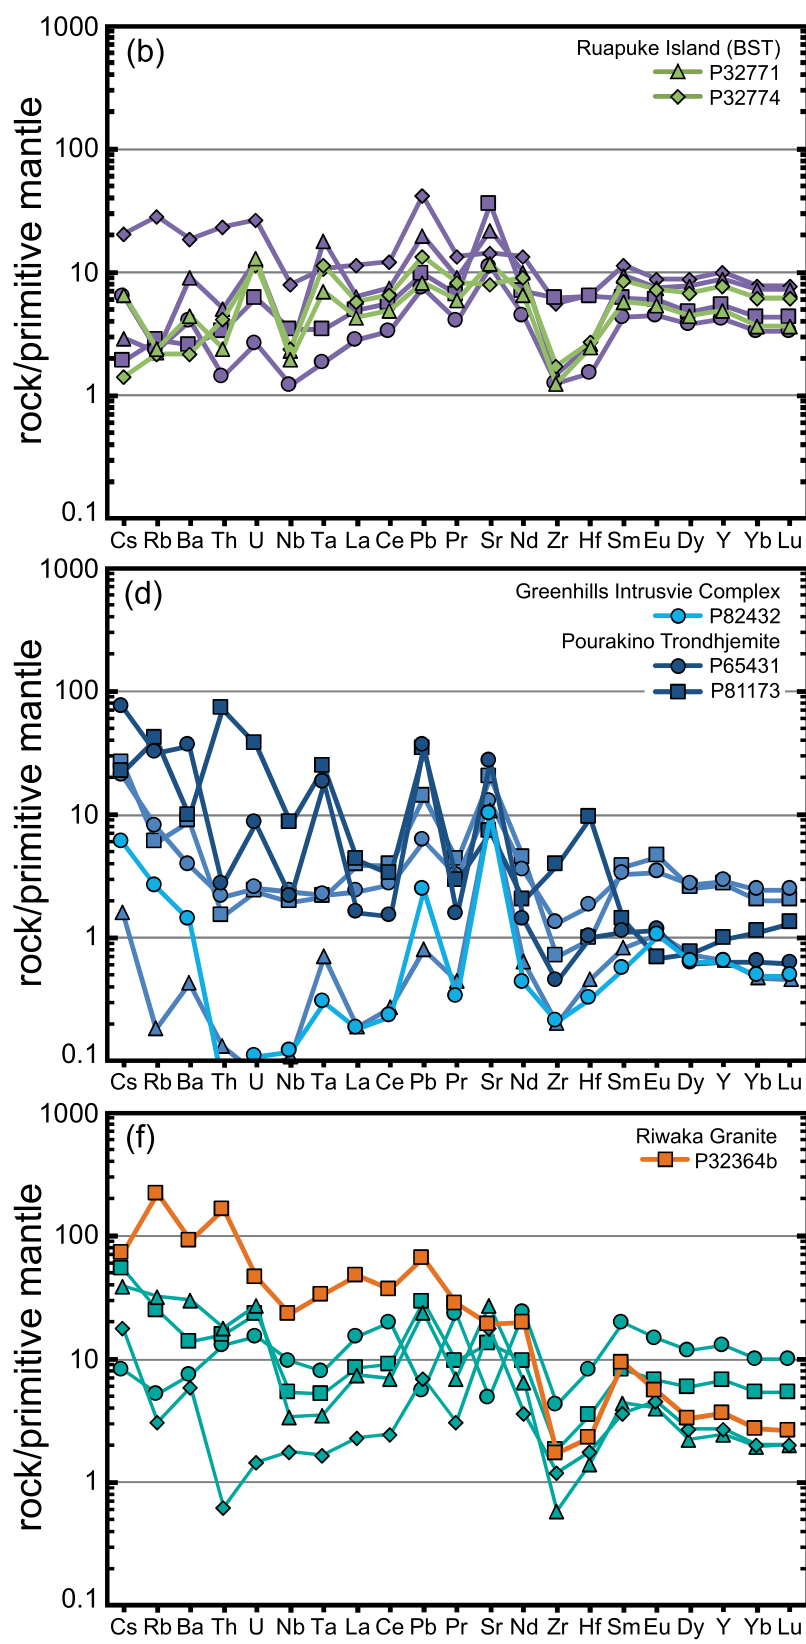 (b)
Ruapuke Island (BST)
P32771
P32774
1000
100
10
1
0.1
rock/primitive mantle
Cs Rb Ba Th U Nb Ta La Ce Pb Pr Sr Nd Zr Hf Sm Eu Dy Y Yb Lu
(d)
Greenhills Intrusvie Complex
P82432
Pourakino Trondhjemite
P65431
P81173
1000
100
10
1
0.1
rock/primitive mantle
Cs Rb Ba Th U Nb Ta La Ce Pb Pr Sr Nd Zr Hf Sm Eu Dy Y Yb Lu
(f)
Riwaka Granite
P32364b
1000
100
10
1
0.1
rock/primitive mantle
Cs Rb Ba Th U Nb Ta La Ce Pb Pr Sr Nd Zr Hf Sm Eu Dy Y Yb Lu